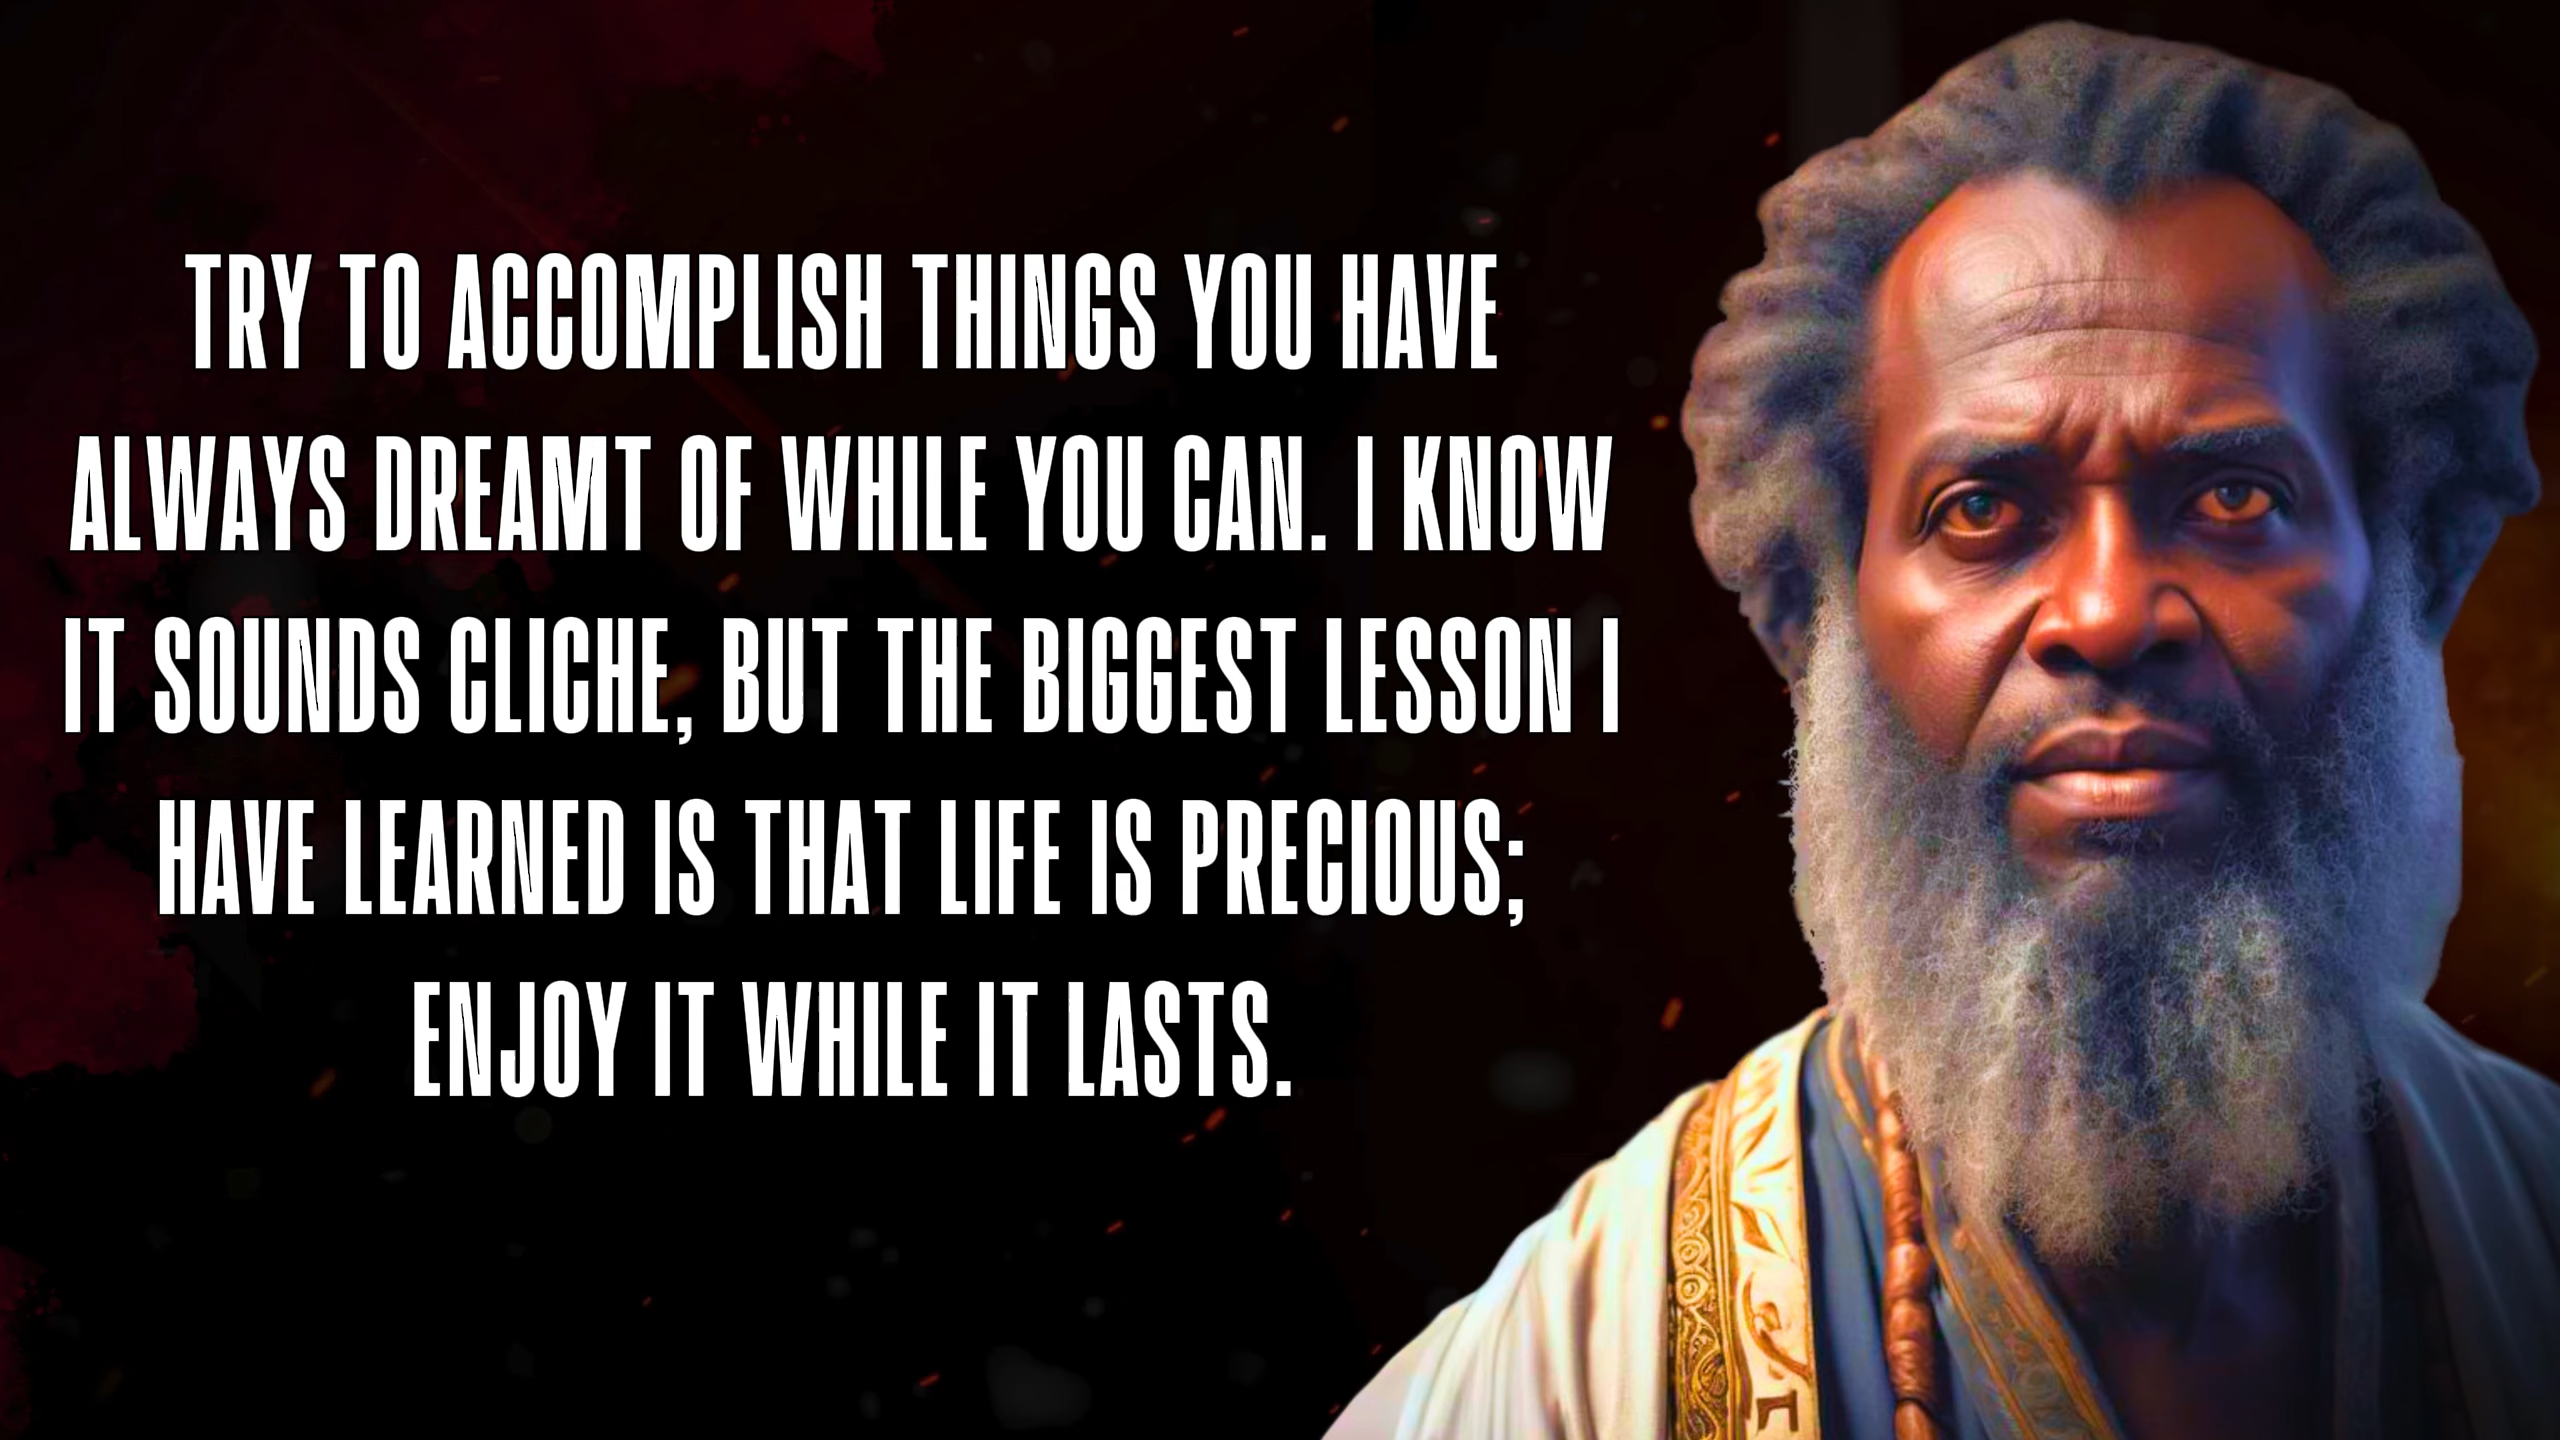 TRY TO ACCOMPLISH THINGS YOU HAVE
ALWAYS DREAMT OF WHILE YOU CAN. I KNOW
IT SOUNDS CLICHE, BUT THE BIGGEST LESSON I
HAVE LEARNED IS THAT LIFE IS PRECIOUS;
ENJOY IT WHILE IT LASTS.